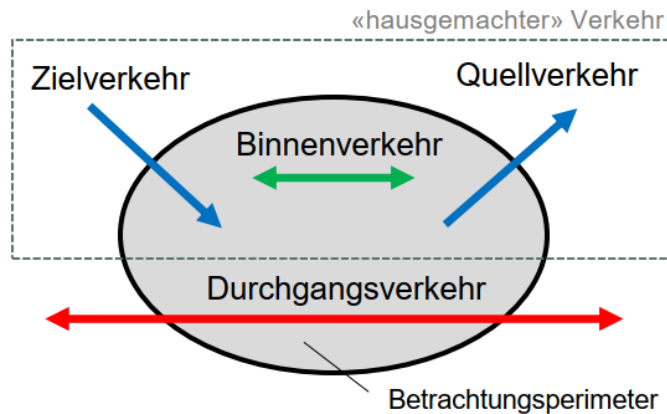 «hausgemachter» Verkehr
Zielverkehr
Quellverkehr
Binnenverkehr
Durchgangsverkehr
Betrachtungsperimeter